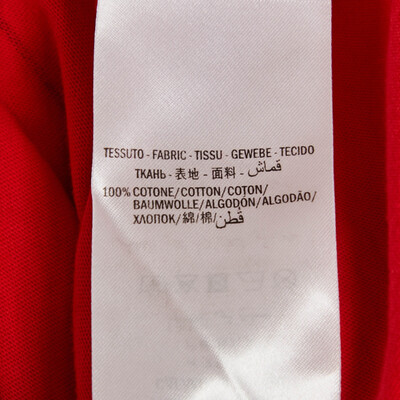 TESSUTO - FABRIC - TISSU - GEWEBE - TECIDO
ТКАНЬ - 表地 - 面料 - قماش
100% COTONE/COTTON/COTON/
BAUMWOLLE/ALGODÓN/ALGODÃO/
ХЛОПОК/綿/棉/قطن